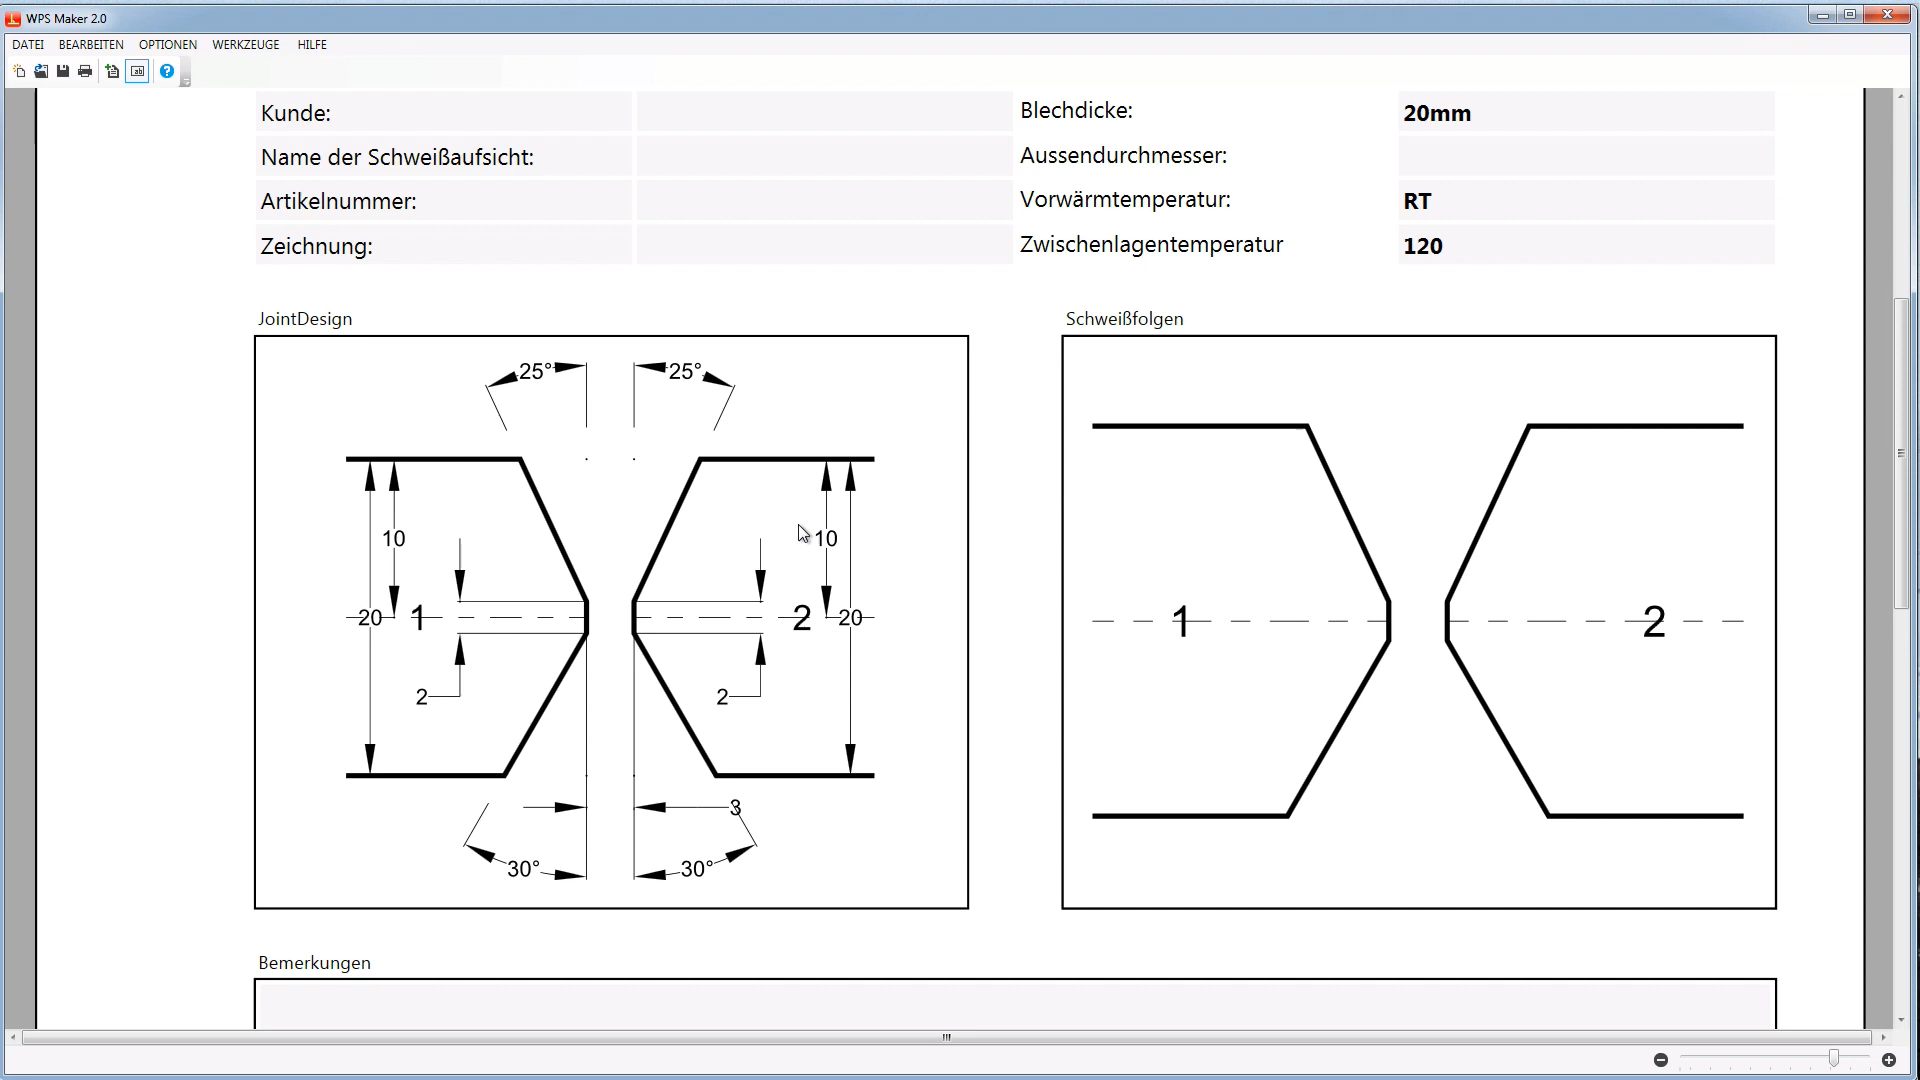 WPS Maker 2.0
DATEI BEARBEITEN OPTIONEN WERKZEUGE HILFE
ab
Kunde: Blechdicke: 20mm
Name der Schweißaufsicht: Aussendurchmesser:
Artikelnummer: Vorwärmtemperatur: RT
Zeichnung: Zwischenlagentemperatur 120
JointDesign Schweißfolgen
25° 25°
10 10
20 1 2 20 1 2
2 2
3
30° 30°
Bemerkungen